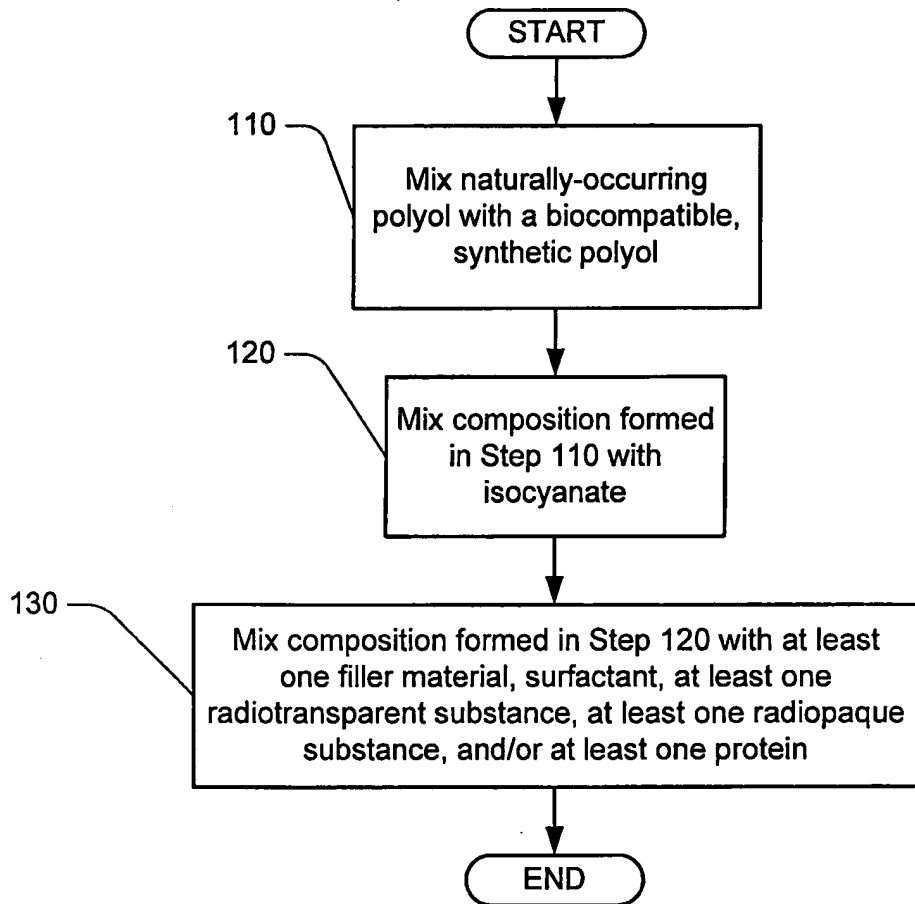 START
110
Mix naturally-occurring
polyol with a biocompatible,
synthetic polyol
120
Mix composition formed
in Step 110 with
isocyanate
130
Mix composition formed in Step 120 with at least
one filler material, surfactant, at least one
radiotransparent substance, at least one radiopaque
substance, and/or at least one protein
END